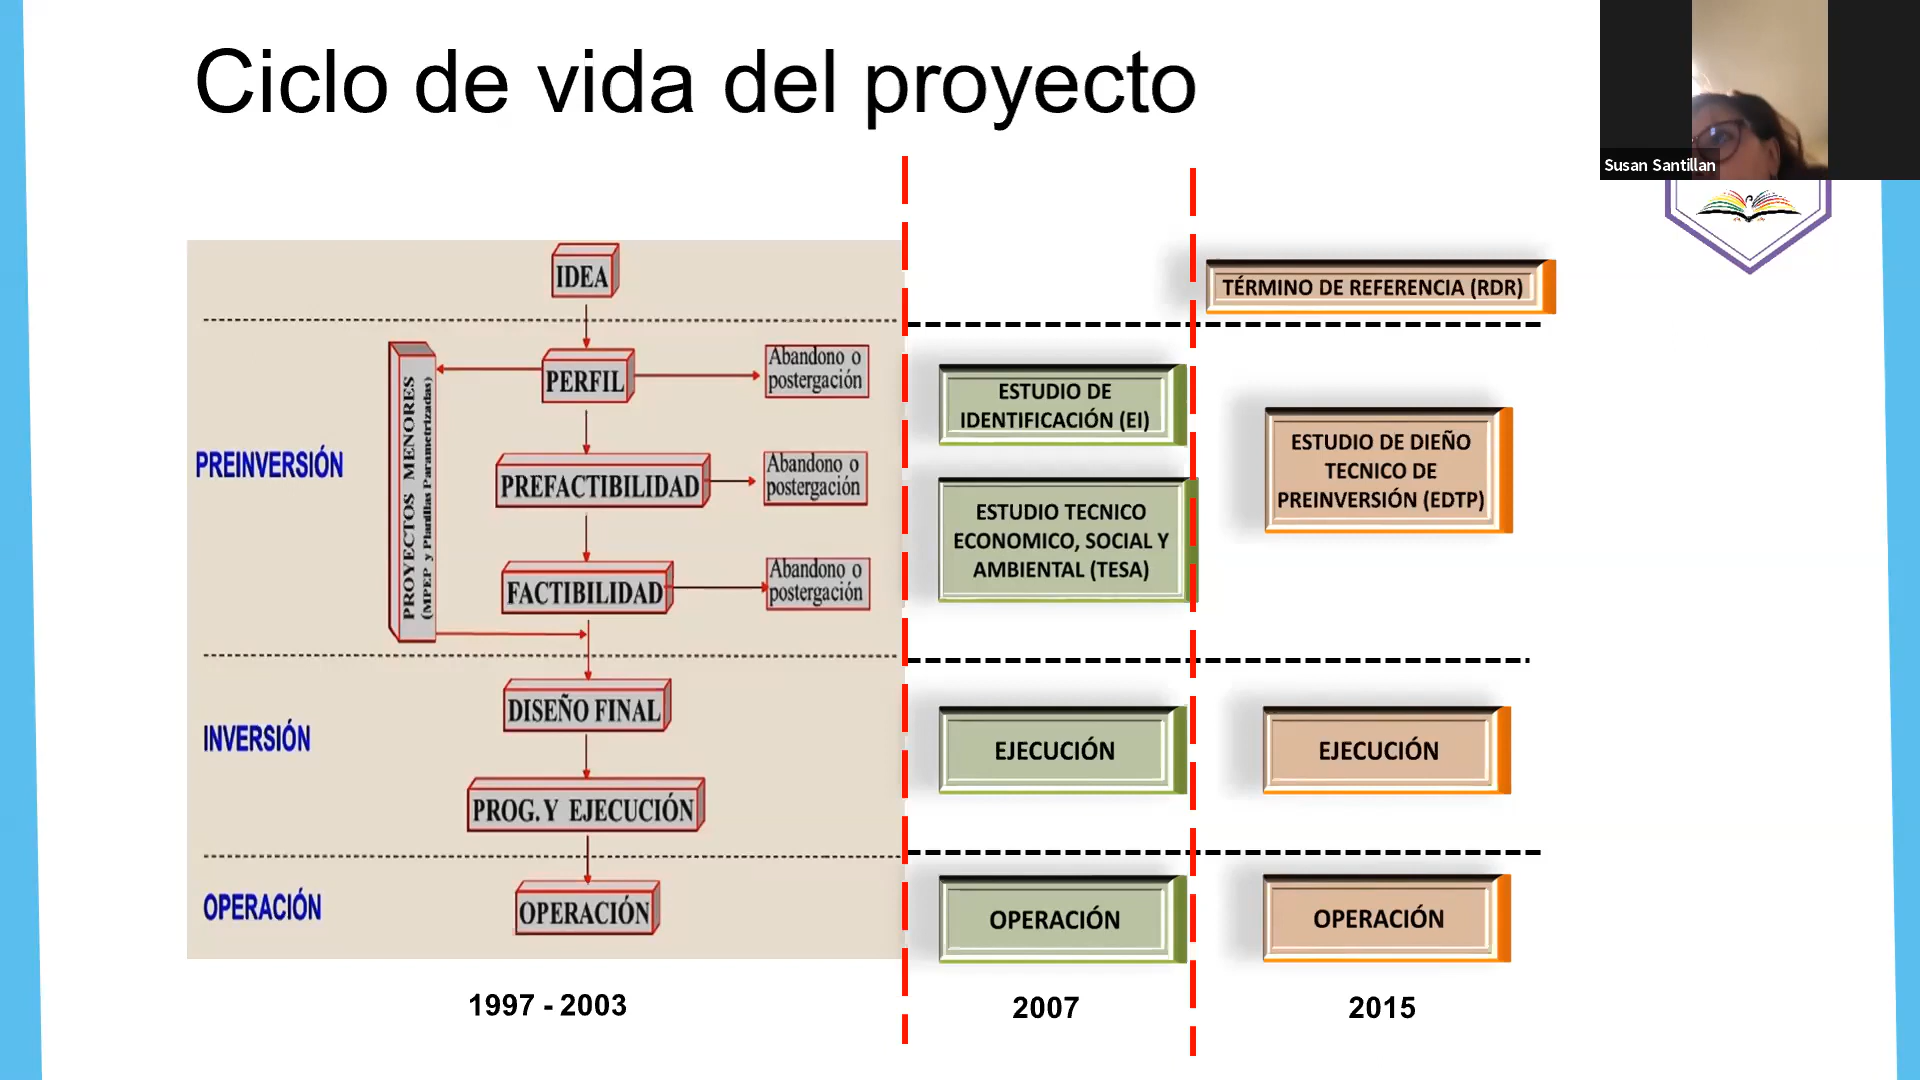 Ciclo de vida del proyecto
Susan Santillan
IDEA
PERFIL
Abandono o
postergación
PROYECTOS MENORES
(MPEP y Planillas Parametrizadas)
PREINVERSIÓN
PREFACTIBILIDAD
Abandono o
postergación
FACTIBILIDAD
Abandono o
postergación
INVERSIÓN
DISEÑO FINAL
PROG. Y EJECUCIÓN
OPERACIÓN
OPERACIÓN
1997 - 2003
ESTUDIO DE
IDENTIFICACIÓN (EI)
ESTUDIO TECNICO
ECONOMICO, SOCIAL Y
AMBIENTAL (TESA)
EJECUCIÓN
OPERACIÓN
2007
TÉRMINO DE REFERENCIA (RDR)
ESTUDIO DE DIEÑO
TECNICO DE
PREINVERSIÓN (EDTP)
EJECUCIÓN
OPERACIÓN
2015